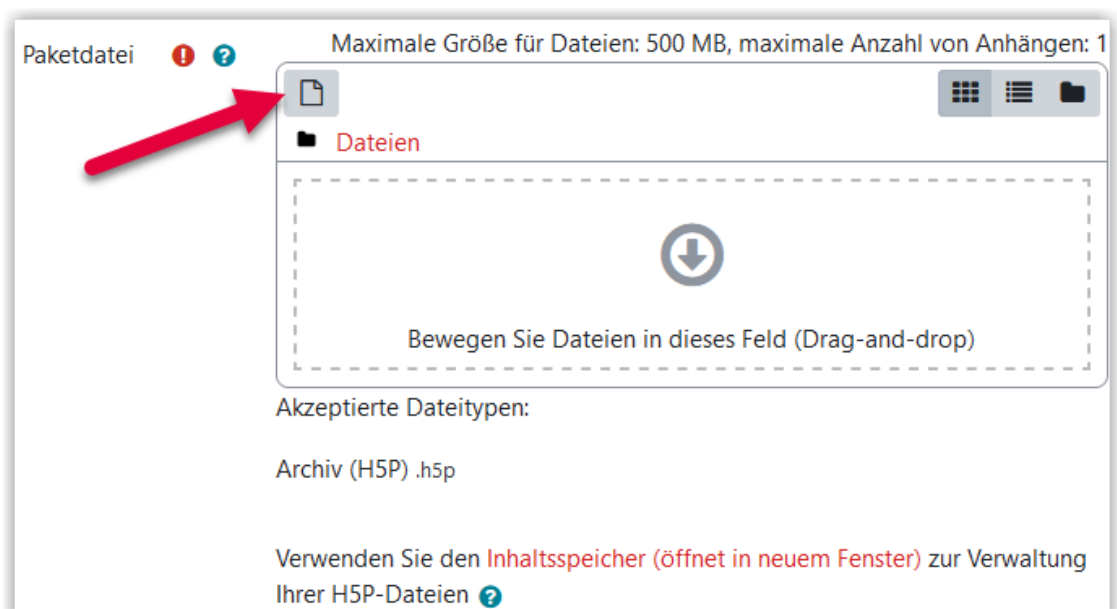 Paketdatei
Maximale Größe für Dateien: 500 MB, maximale Anzahl von Anhängen: 1
Dateien
Bewegen Sie Dateien in dieses Feld (Drag-and-drop)
Akzeptierte Dateitypen:
Archiv (H5P) .h5p
Verwenden Sie den Inhaltsspeicher (öffnet in neuem Fenster) zur Verwaltung
Ihrer H5P-Dateien